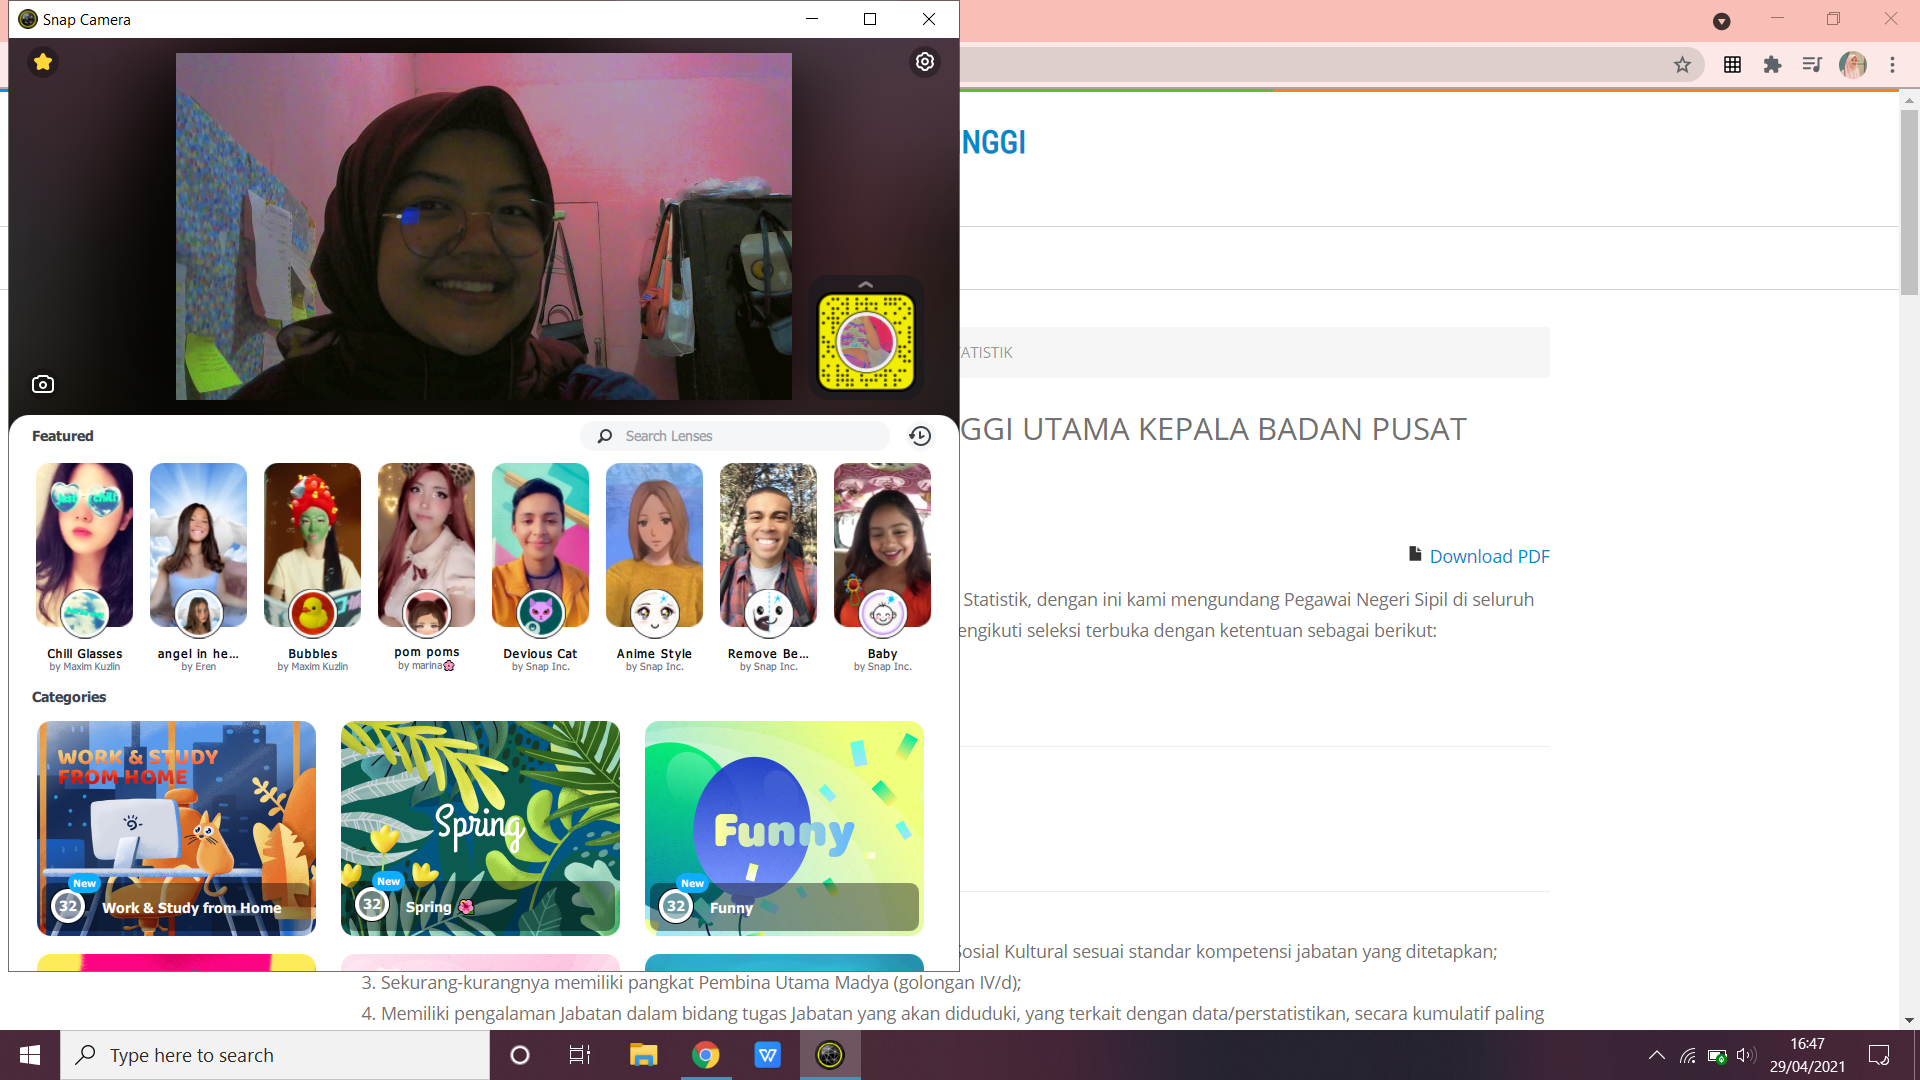 Snap Camera
NGGI
ATISTIK
GGI UTAMA KEPALA BADAN PUSAT
Download PDF
Statistik, dengan ini kami mengundang Pegawai Negeri Sipil di seluruh
engikuti seleksi terbuka dengan ketentuan sebagai berikut:
Featured
Search Lenses
Chill Glasses
by Maxim Kuzlin
angel in he...
by Eren
Bubbles
by Maxim Kuzlin
pom poms
by marina🌸
Devious Cat
by Snap Inc.
Anime Style
by Snap Inc.
Remove Be...
by Snap Inc.
Baby
by Snap Inc.
Categories
WORK & STUDY
FROM HOME
New
32
Work & Study from Home
Spring
New
32
Spring 🌺
Funny
New
32
Funny
Sosial Kultural sesuai standar kompetensi jabatan yang ditetapkan;
3. Sekurang-kurangnya memiliki pangkat Pembina Utama Madya (golongan IV/d);
4. Memiliki pengalaman Jabatan dalam bidang tugas Jabatan yang akan diduduki, yang terkait dengan data/perstatistikan, secara kumulatif paling
Type here to search
16:47
29/04/2021